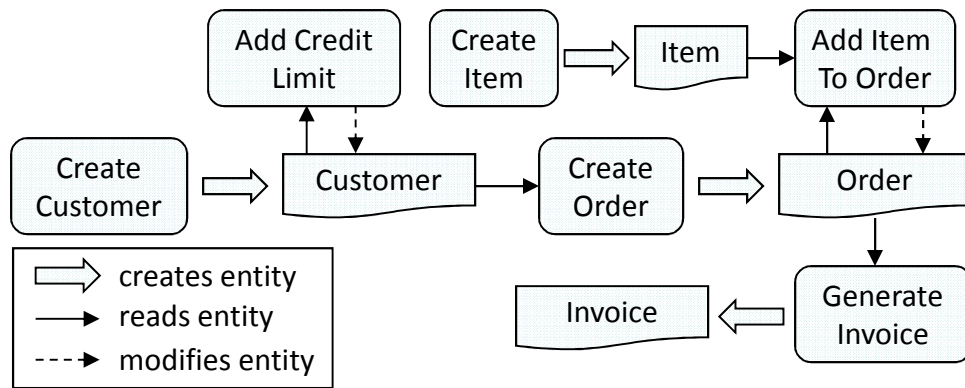 Add Credit
Limit
Create
Item
Item
Add Item
To Order
Create
Customer
Customer
Create
Order
Order
creates entity
reads entity
modifies entity
Invoice
Generate
Invoice